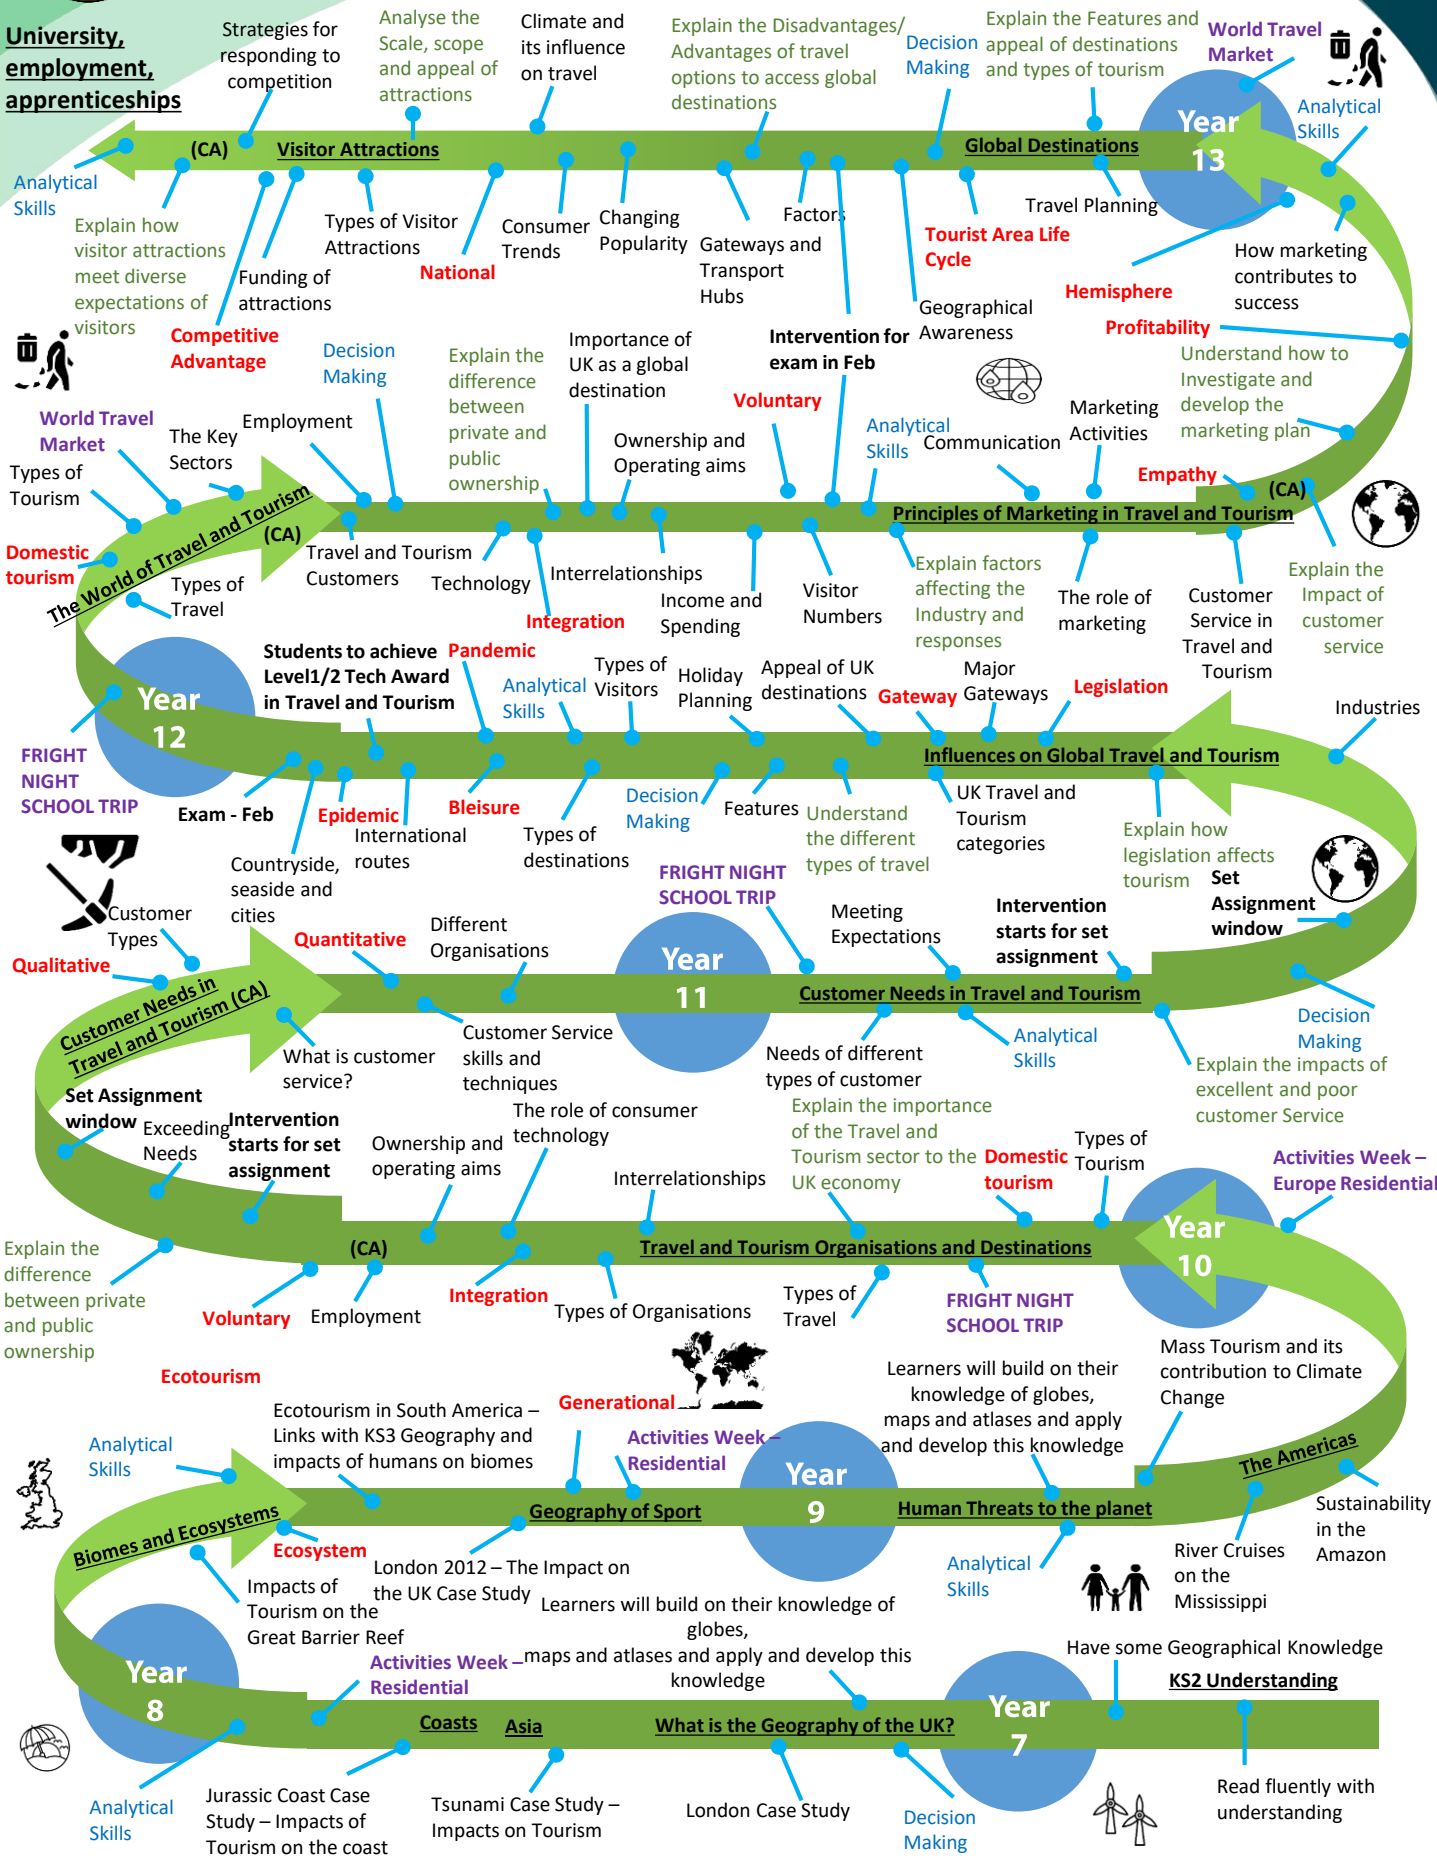 University,
employment,
apprenticeships
Strategies for
responding to
competition
Analyse the
Scale, scope
and appeal of
attractions
Climate and
its influence
on travel
Explain the Disadvantages/
Advantages of travel
options to access global
destinations
Decision
Making
Explain the Features and
appeal of destinations
and types of tourism
World Travel
Market
Analytical
Skills
Year
13
(CA)
Visitor Attractions
Global Destinations
Analytical
Skills
Explain how
visitor attractions
meet diverse
expectations of
visitors
Funding of
attractions
Competitive
Advantage
Types of Visitor
Attractions
National
Consumer
Trends
Changing
Popularity
Gateways and
Transport
Hubs
Factors
Intervention for
exam in Feb
Geographical
Awareness
Tourist Area Life
Cycle
Travel Planning
Hemisphere
How marketing
contributes to
success
Profitability
Understand how to
Investigate and
develop the
marketing plan
World Travel
Market
Types of
Tourism
The Key
Sectors
Employment
Decision
Making
Explain the
difference
between
private and
public
ownership
Importance of
UK as a global
destination
Ownership and
Operating aims
Voluntary
Analytical
Skills
Communication
Marketing
Activities
Empathy
(CA)
Domestic
tourism
The World of Travel and Tourism
(CA)
Principles of Marketing in Travel and Tourism
Types of
Travel
Travel and Tourism
Customers
Technology
Integration
Interrelationships
Income and
Spending
Visitor
Numbers
Explain factors
affecting the
Industry and
responses
The role of
marketing
Customer
Service in
Travel and
Tourism
Explain the
Impact of
customer
service
Year
12
Students to achieve
Level1/2 Tech Award
in Travel and Tourism
Pandemic
Analytical
Skills
Types of
Visitors
Holiday
Planning
Appeal of UK
destinations
Gateway
Major
Gateways
Legislation
Industries
Influences on Global Travel and Tourism
FRIGHT
NIGHT
SCHOOL TRIP
Exam - Feb
Countryside,
seaside and
cities
Epidemic
International
routes
Bleisure
Types of
destinations
Decision
Making
Features
Understand
the different
types of travel
UK Travel and
Tourism
categories
Explain how
legislation affects
tourism
Set
Assignment
window
Customer
Types
Qualitative
Quantitative
Different
Organisations
Year
11
FRIGHT NIGHT
SCHOOL TRIP
Meeting
Expectations
Intervention
starts for set
assignment
Customer Needs in
Travel and Tourism (CA)
Customer Needs in Travel and Tourism
What is customer
service?
Customer Service
skills and
techniques
Needs of different
types of customer
Analytical
Skills
Decision
Making
Explain the impacts of
excellent and poor
customer Service
Set Assignment
window
Exceeding
Needs
Intervention
starts for set
assignment
Ownership and
operating aims
The role of consumer
technology
Interrelationships
Explain the importance
of the Travel and
Tourism sector to the
UK economy
Domestic
tourism
Types of
Tourism
Activities Week –
Europe Residential
Year
10
(CA)
Travel and Tourism Organisations and Destinations
Explain the
difference
between private
and public
ownership
Voluntary
Employment
Integration
Types of Organisations
Types of
Travel
FRIGHT NIGHT
SCHOOL TRIP
Ecotourism
Ecotourism in South America –
Links with KS3 Geography and
impacts of humans on biomes
Generational
Activities Week –
Residential
Year
9
Learners will build on their
knowledge of globes,
maps and atlases and apply
and develop this knowledge
Mass Tourism and its
contribution to Climate
Change
The Americas
Analytical
Skills
Biomes and Ecosystems
Geography of Sport
Human Threats to the planet
Ecosystem
Impacts of
Tourism on the
Great Barrier Reef
London 2012 – The Impact on
the UK Case Study
Analytical
Skills
River Cruises
on the
Mississippi
Sustainability
in the
Amazon
Year
8
Activities Week –
Residential
Learners will build on their knowledge of
globes,
maps and atlases and apply and develop this
knowledge
Year
7
Have some Geographical Knowledge
KS2 Understanding
Coasts
Asia
What is the Geography of the UK?
Analytical
Skills
Jurassic Coast Case
Study – Impacts of
Tourism on the coast
Tsunami Case Study –
Impacts on Tourism
London Case Study
Decision
Making
Read fluently with
understanding